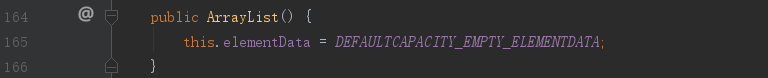 164 @ public ArrayList() {
165 this.elementData = DEFAULTCAPACITY_EMPTY_ELEMENTDATA;
166 }